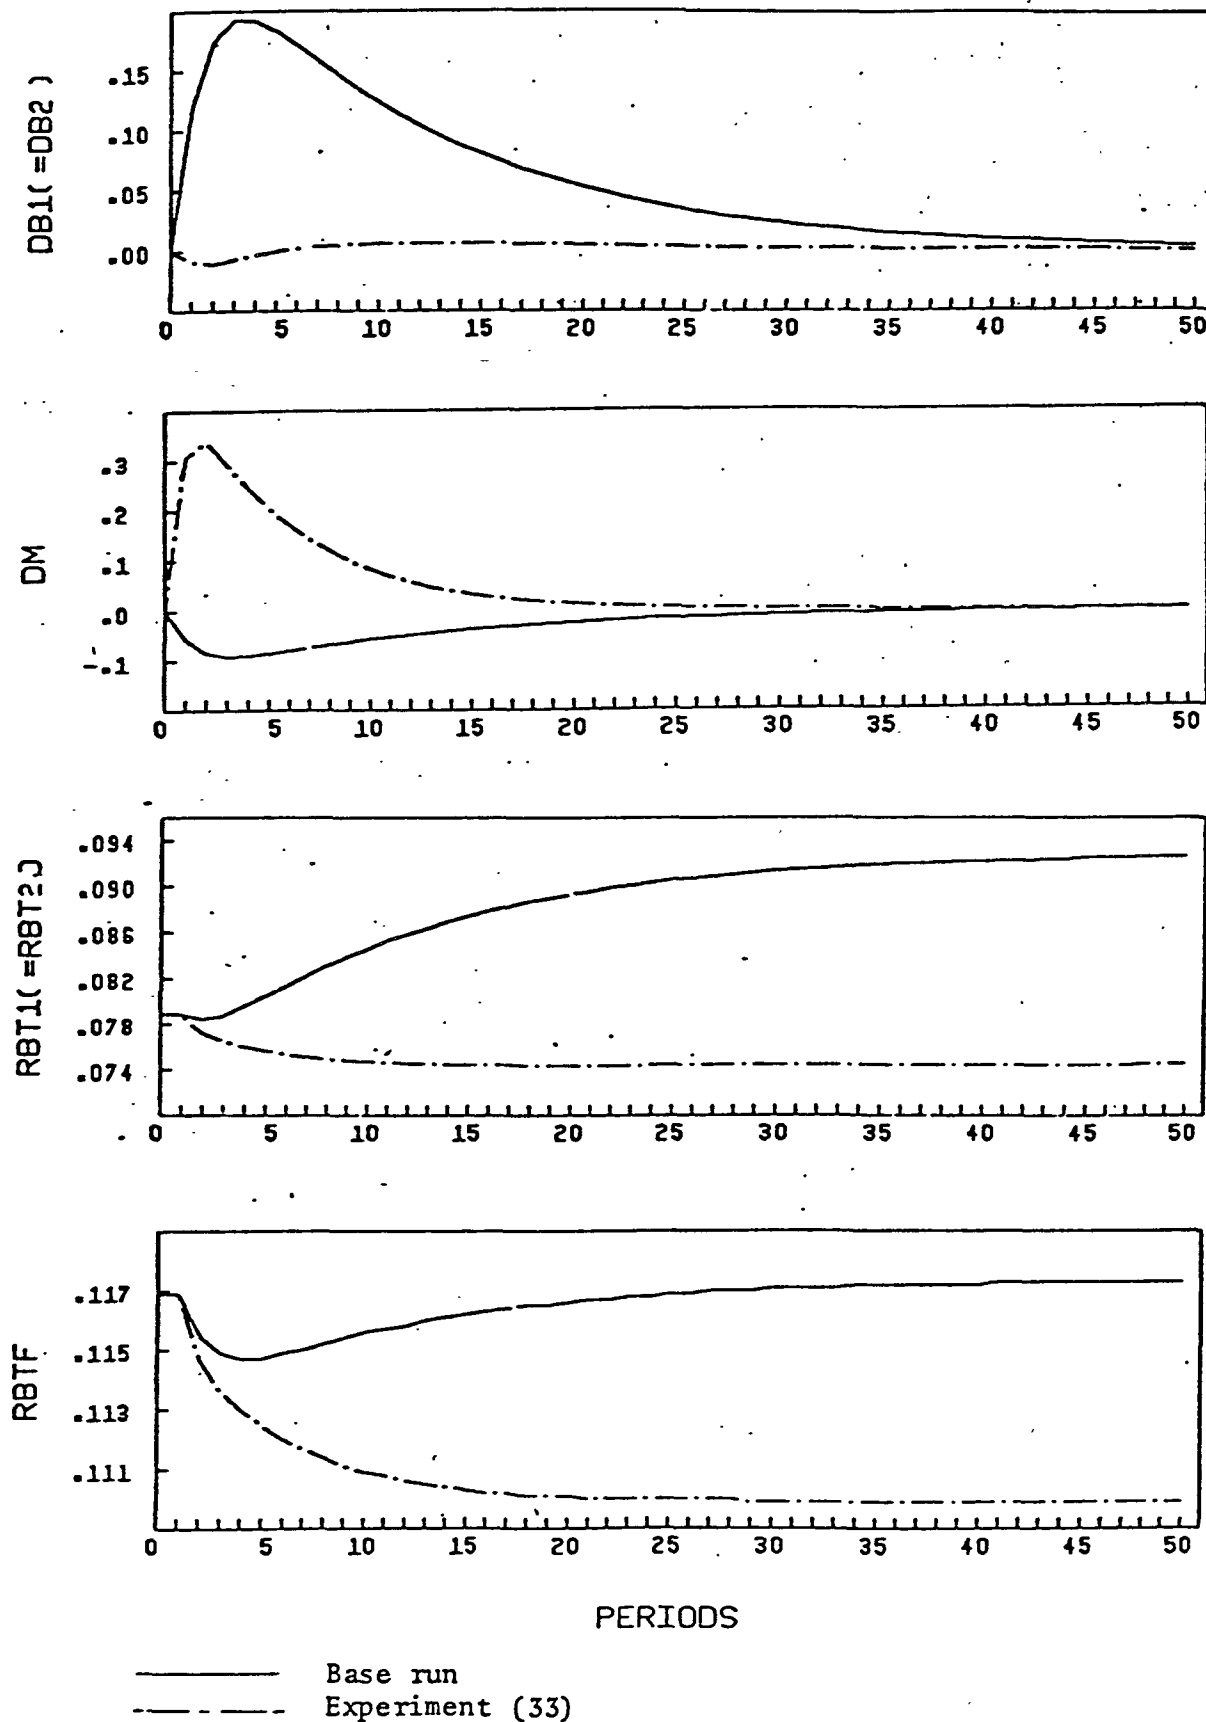 DB1(=DB2)
.15
.10
.05
.00
0 5 10 15 20 25 30 35 40 45 50
DM
.3
.2
.1
.0
-.1
0 5 10 15 20 25 30 35 40 45 50
RBT1(=RBT2)
.094
.090
.086
.082
.078
.074
0 5 10 15 20 25 30 35 40 45 50
RBTF
.117
.115
.113
.111
0 5 10 15 20 25 30 35 40 45 50
PERIODS
Base run
Experiment (33)